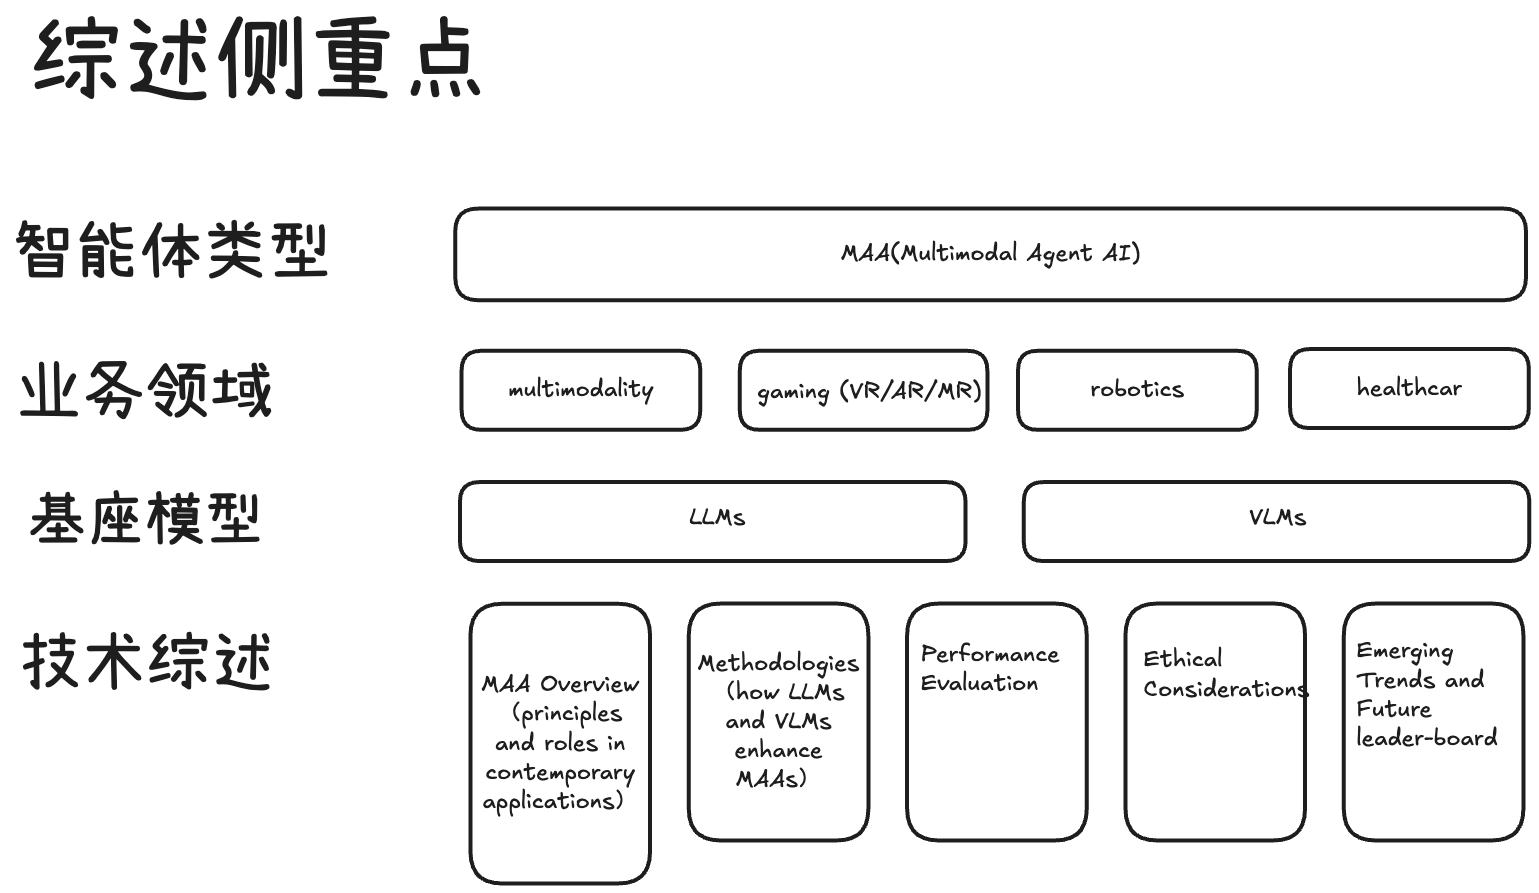 综述侧重点
智能体类型
MAA(Multimodal Agent AI)
业务领域
multimodality
gaming (VR/AR/MR)
robotics
healthcar
基座模型
LLMs
VLMs
技术综述
MAA Overview
(principles
and roles in
contemporary
applications)
Methodologies
(how LLMs
and VLMs
enhance
MAAs)
Performance
Evaluation
Ethical
Considerations
Emerging
Trends and
Future
leader-board